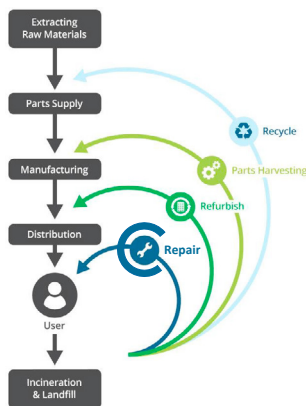 Extracting
Raw Materials
Recycle
Parts Supply
Parts Harvesting
Manufacturing
Refurbish
Distribution
Repair
User
Incineration
& Landfill